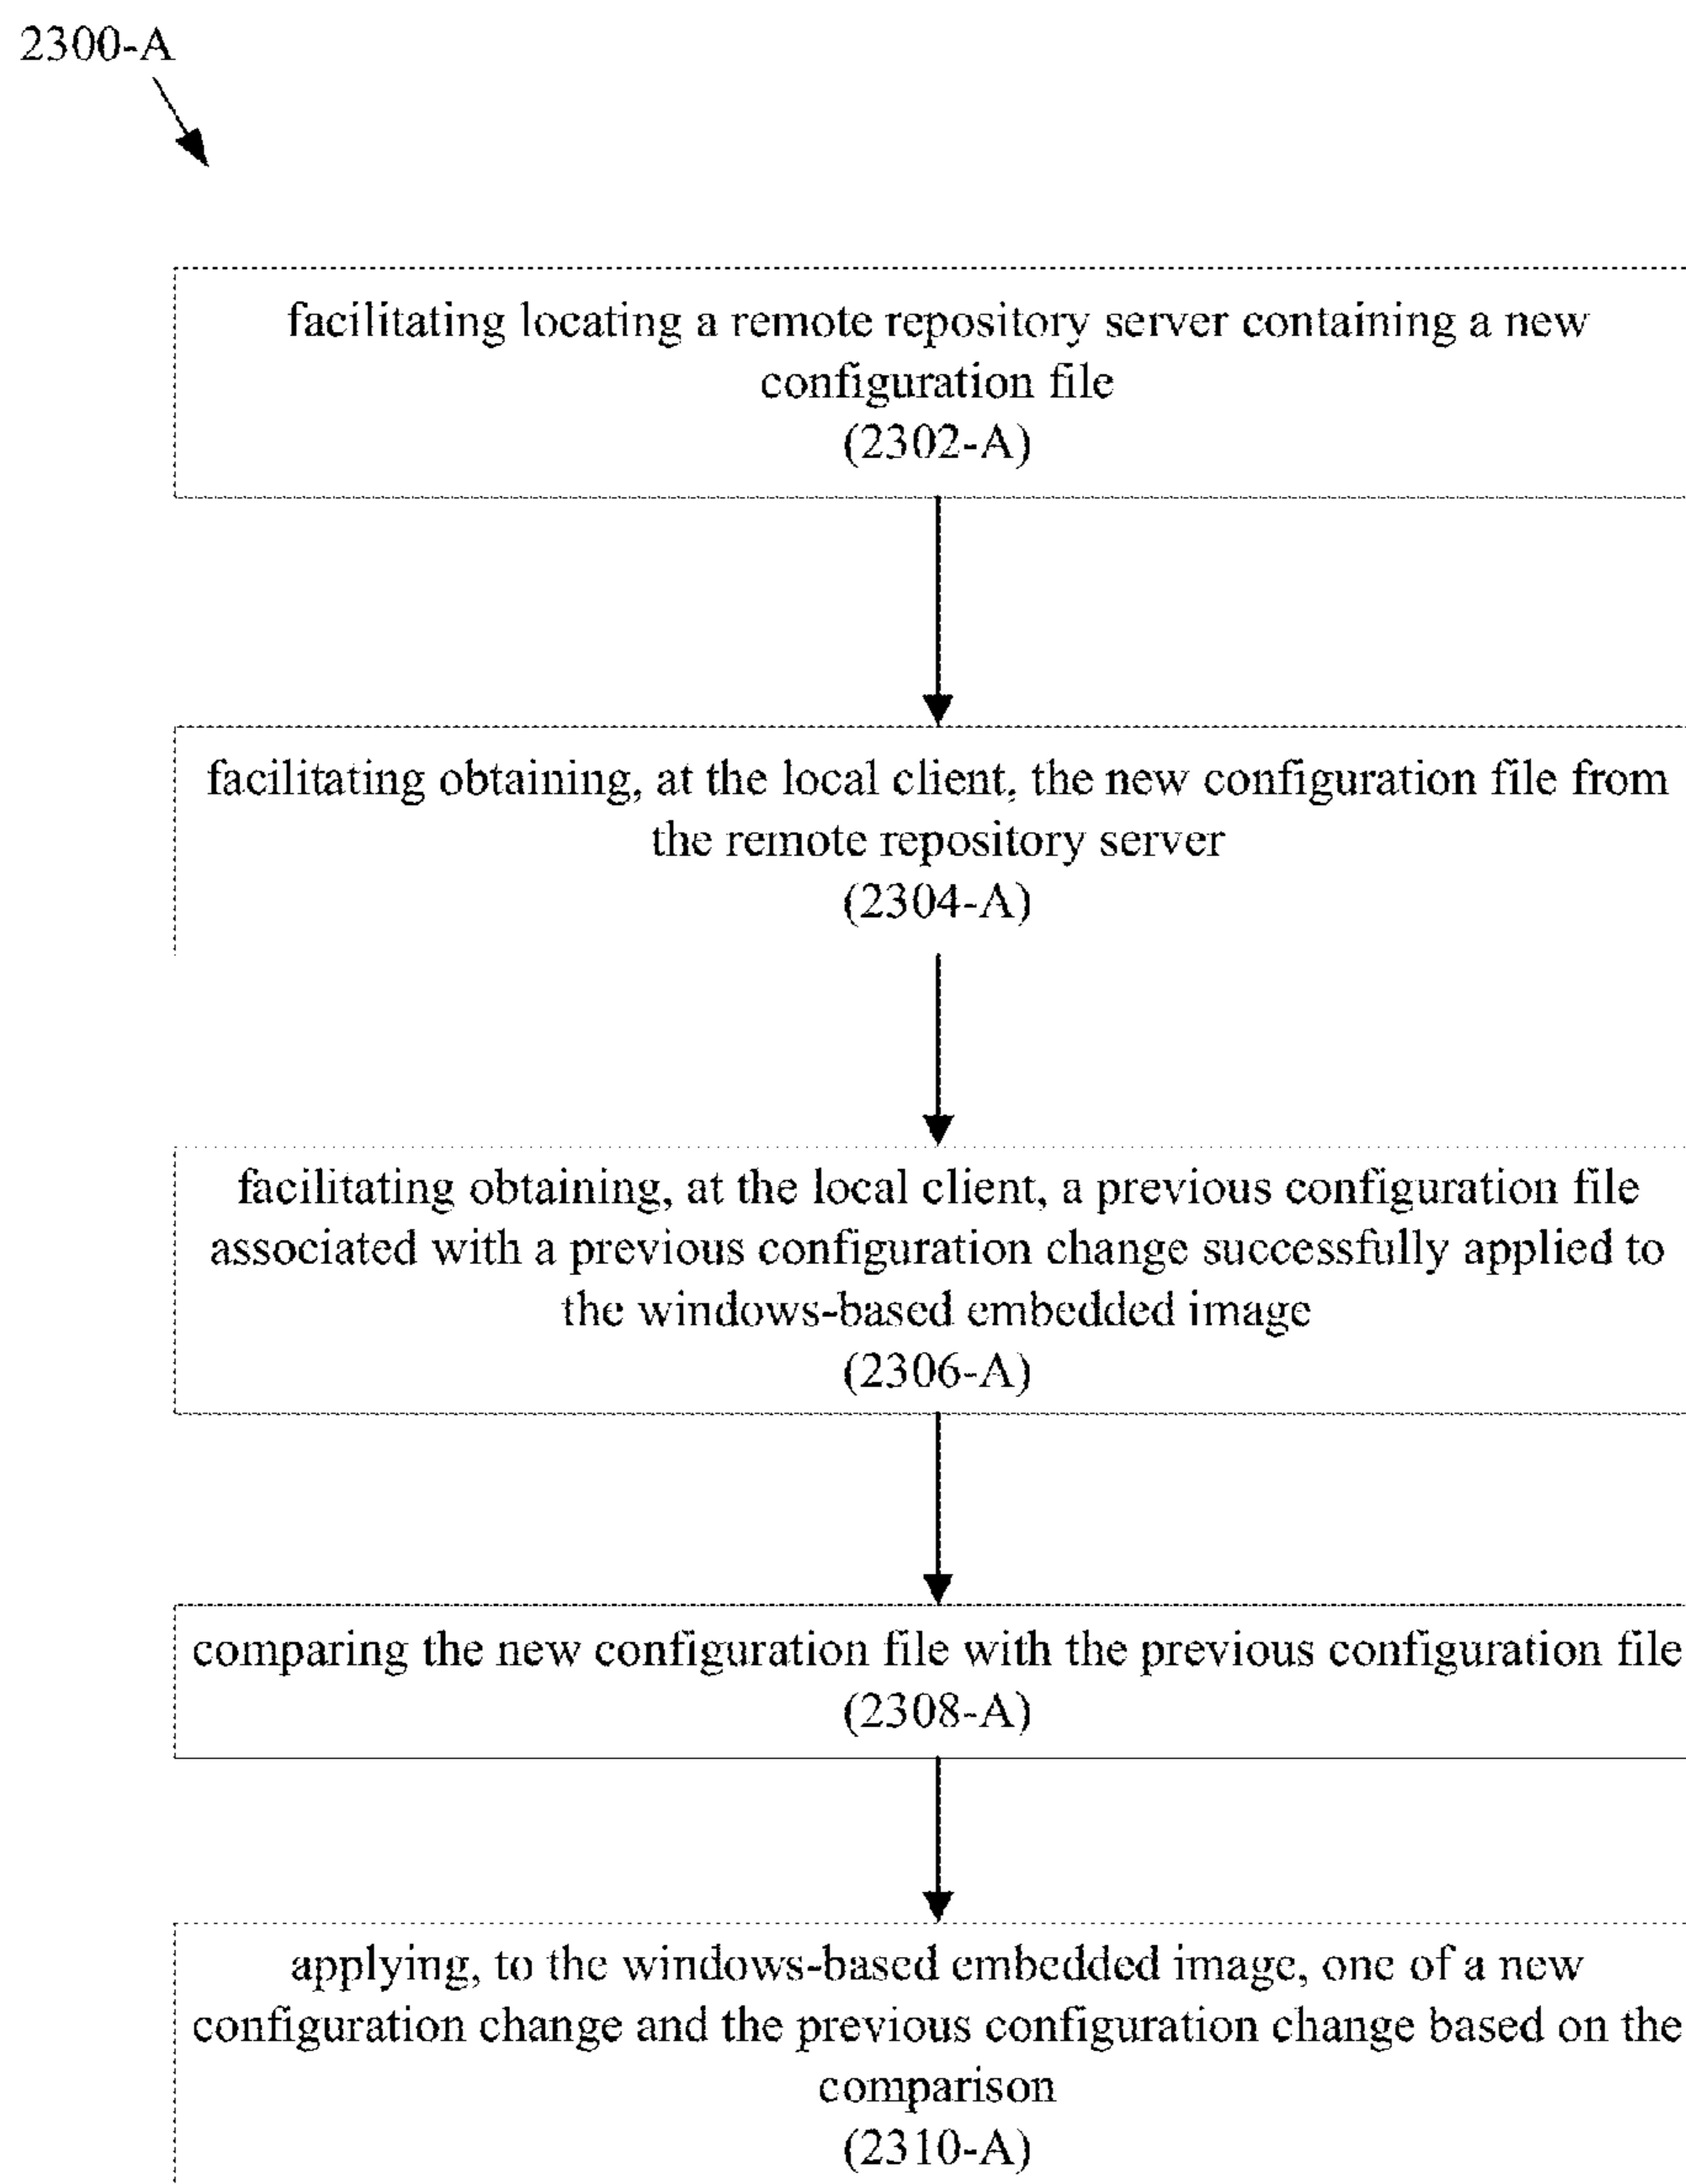 2300-A
facilitating locating a remote repository server containing a new
configuration file
(2302-A)
facilitating obtaining, at the local client, the new configuration file from
the remote repository server
(2304-A)
facilitating obtaining, at the local client, a previous configuration file
associated with a previous configuration change successfully applied to
the windows-based embedded image
(2306-A)
comparing the new configuration file with the previous configuration file
(2308-A)
applying, to the windows-based embedded image, one of a new
configuration change and the previous configuration change based on the
comparison
(2310-A)